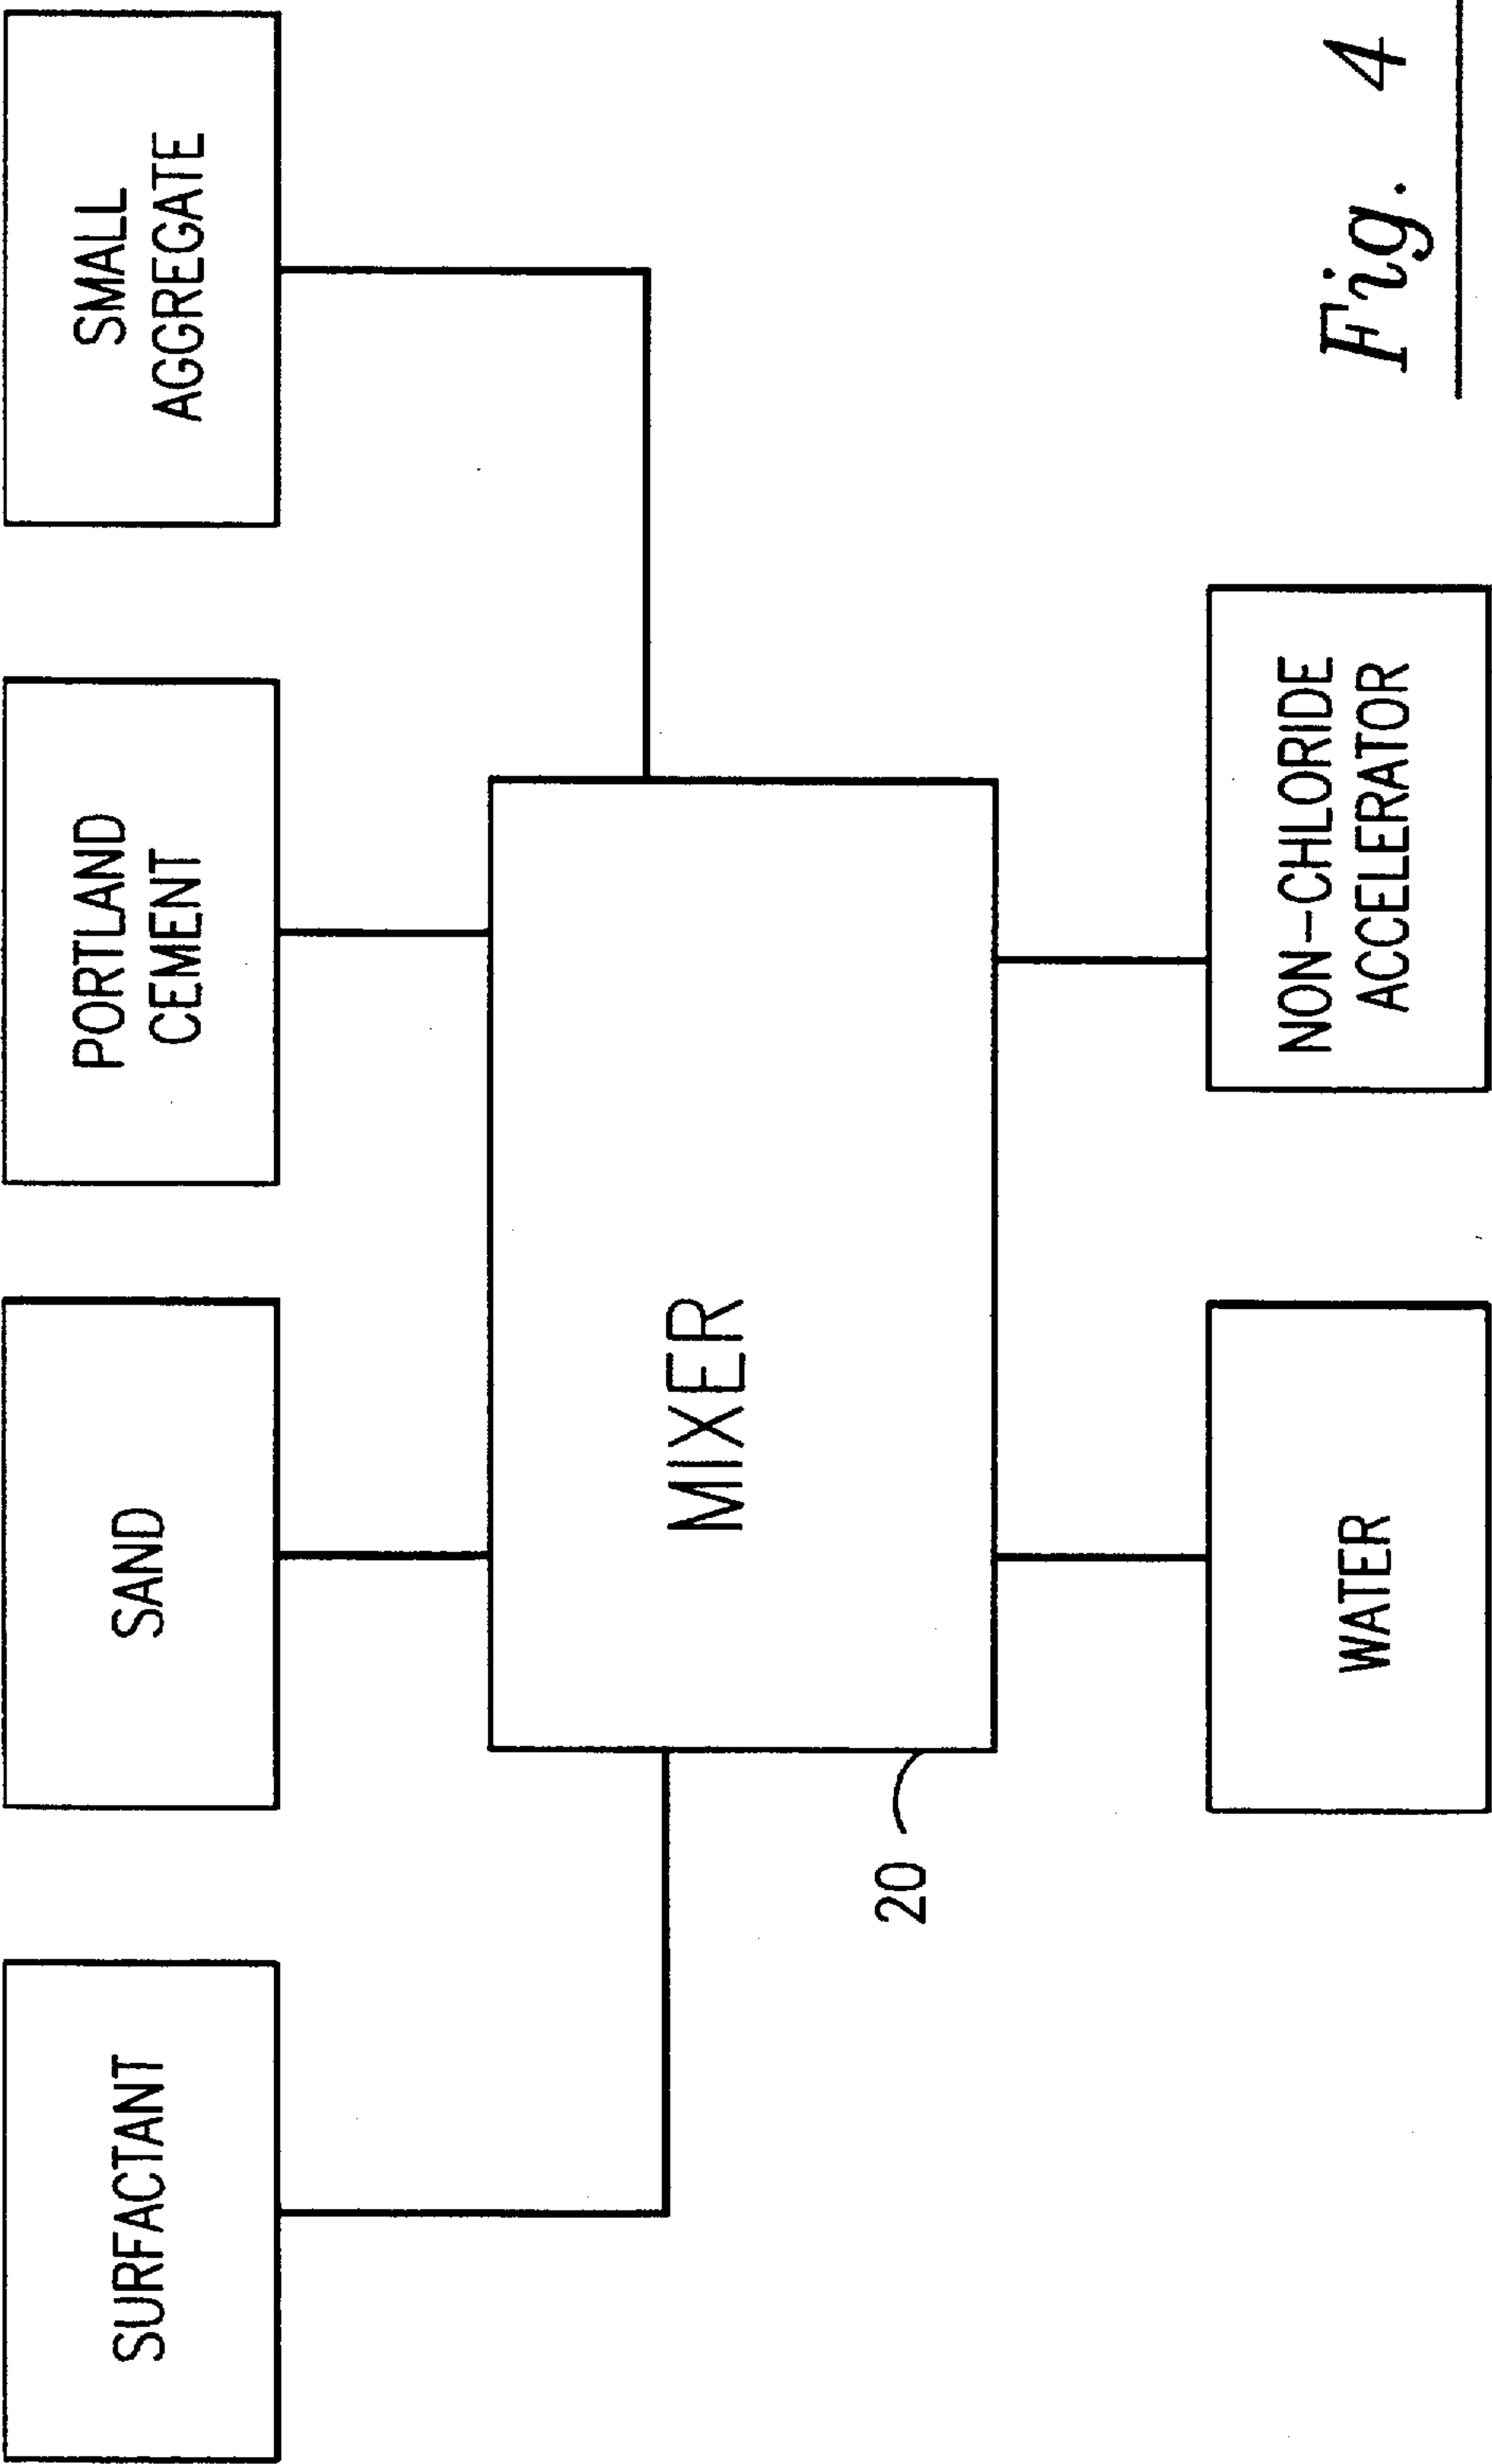 SURFACTANT
SAND
PORTLAND
CEMENT
SMALL
AGGREGATE
MIXER
20
WATER
NON-CHLORIDE
ACCELERATOR
Fig. 4